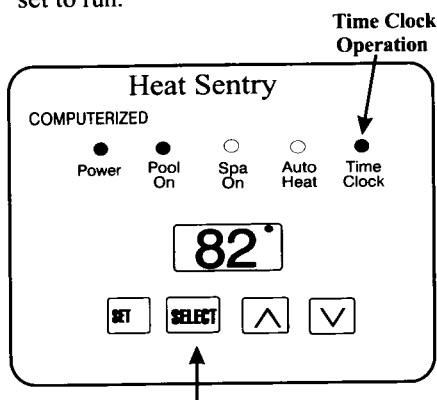 set to run.
Time Clock
Operation
Heat Sentry
COMPUTERIZED
Power Pool On Spa On Auto Heat Time Clock
82°
SET SELECT